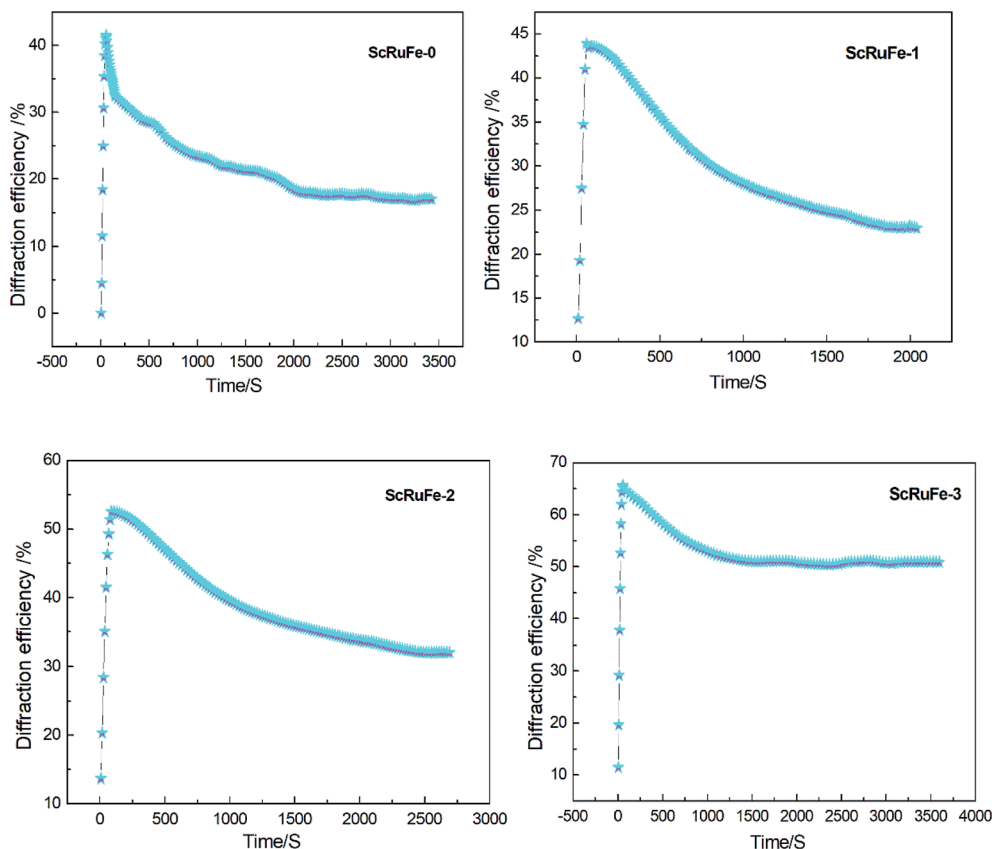 ScRuFe-0
Diffraction efficiency /%
40
30
20
10
0
-500 0 500 1000 1500 2000 2500 3000 3500
Time/S
ScRuFe-1
Diffraction efficiency /%
45
40
35
30
25
20
15
10
0 500 1000 1500 2000
Time/S
ScRuFe-2
Diffraction efficiency /%
60
50
40
30
20
10
0 500 1000 1500 2000 2500 3000
Time/S
ScRuFe-3
Diffraction efficiency /%
70
60
50
40
30
20
10
-500 0 500 1000 1500 2000 2500 3000 3500 4000
Time/S